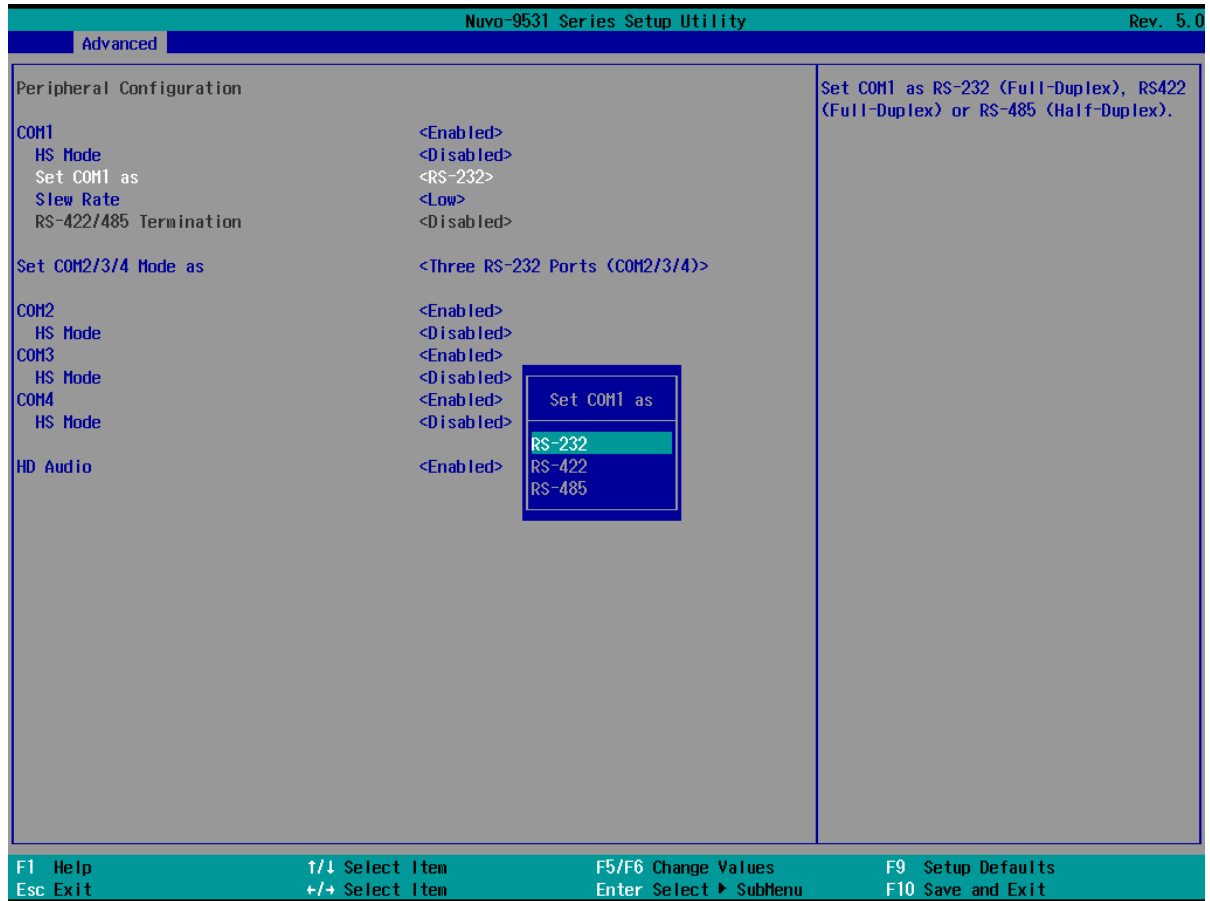 Nuvo-9531 Series Setup Utility Rev. 5.0
Advanced
Peripheral Configuration
Set COM1 as RS-232 (Full-Duplex), RS422
(Full-Duplex) or RS-485 (Half-Duplex).
COM1 <Enabled>
HS Mode <Disabled>
Set COM1 as <RS-232>
Slew Rate <Low>
RS-422/485 Termination <Disabled>
Set COM2/3/4 Mode as <Three RS-232 Ports (COM2/3/4)>
COM2 <Enabled>
HS Mode <Disabled>
COM3 <Enabled>
HS Mode <Disabled>
COM4 <Enabled>
HS Mode <Disabled>
HD Audio <Enabled>
Set COM1 as
RS-232
RS-422
RS-485
F1 Help ↑/↓ Select Item F5/F6 Change Values F9 Setup Defaults
Esc Exit ←/→ Select Item Enter Select ▶ SubMenu F10 Save and Exit